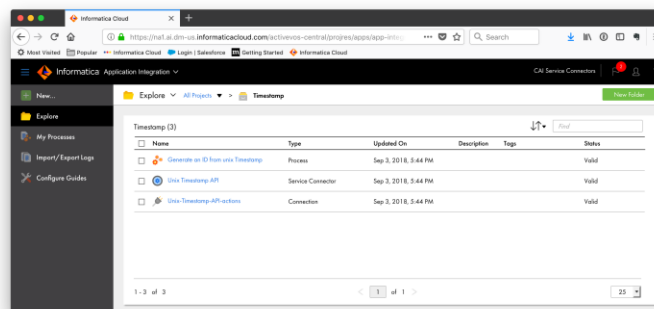 Informatica Cloud
https://na1.ai.dm-us.informaticacloud.com/activevos-central/projres/apps/app-integ
Search
Most Visited Popular Informatica Cloud Login | Salesforce Getting Started Informatica Cloud
Informatica Application Integration CAI Service Connectors
New... Explore All Projects > Timestamp New Folder
Explore
My Processes
Import/Export Logs
Configure Guides
Timestamp (3) Find
Name Type Updated On Description Tags Status
Generate an ID from unix Timestamp Process Sep 3, 2018, 5:44 PM Valid
Unix Timestamp API Service Connector Sep 3, 2018, 5:44 PM Valid
Unix-Timestamp-API-actions Connection Sep 3, 2018, 5:44 PM Valid
1 - 3 of 3 < 1 of 1 > 25